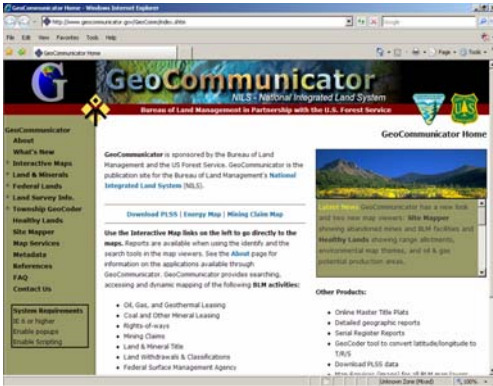 GeoCommunicator Home - Windows Internet Explorer
http://www.geocommunicator.gov/GeoComm/index.shtm
Google
File Edit View Favorites Tools Help
GeoCommunicator Home
Page Tools
GeoCommunicator
NILS - National Integrated Land System
Bureau of Land Management in Partnership with the U.S. Forest Service
GeoCommunicator
About
What's New
Interactive Maps
Land & Minerals
Federal Lands
Land Survey Info.
Township GeoCoder
Healthy Lands
Site Mapper
Map Services
Metadata
References
FAQ
Contact Us
System Requirements
IE 6 or higher
Enable popups
Enable Scripting
GeoCommunicator Home
GeoCommunicator is sponsored by the Bureau of Land
Management and the US Forest Service. GeoCommunicator is the
publication site for the Bureau of Land Management's National
Integrated Land System (NILS).
Download PLSS | Energy Map | Mining Claim Map
Use the Interactive Map links on the left to go directly to the
maps. Reports are available when using the identify and the
search tools in the map viewers. See the About page for
information on the applications available through
GeoCommunicator. GeoCommunicator provides searching,
accessing and dynamic mapping of the following BLM activities:
• Oil, Gas, and Geothermal Leasing
• Coal and Other Mineral Leasing
• Rights-of-ways
• Mining Claims
• Land & Mineral Title
• Land Withdrawals & Classifications
• Federal Surface Management Agency
Latest News GeoCommunicator has a new look
and two new map viewers: Site Mapper
showing abandoned mines and BLM facilities and
Healthy Lands showing range allotments,
environmental map themes, and oil & gas
potential production areas.
Other Products:
• Online Master Title Plats
• Detailed geographic reports
• Serial Register Reports
• GeoCoder tool to convert latitude/longitude to
T/R/S
• Download PLSS data
Unknown Zone (Mixed)
100%